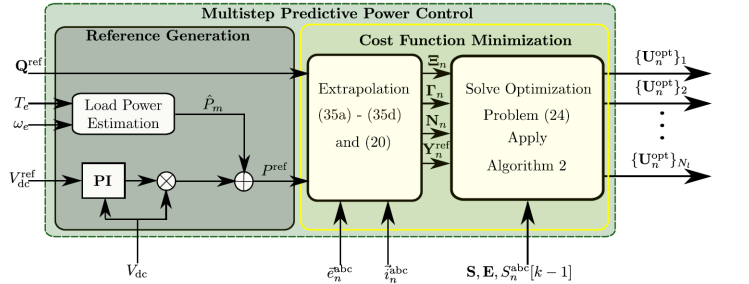 Multistep Predictive Power Control
Reference Generation
Cost Function Minimization
Q^ref
T_e
ω_e
Load Power
Estimation
P̂_m
V_dc^ref
PI
P^ref
V_dc
Extrapolation
(35a) - (35d)
and (20)
Ξ_n
Γ_n
N_n
Y_n^ref
Solve Optimization
Problem (24)
Apply
Algorithm 2
{U_n^opt}_1
{U_n^opt}_2
{U_n^opt}_{N_l}
e⃗_n^abc
i⃗_n^abc
S, E, S_n^abc[k − 1]